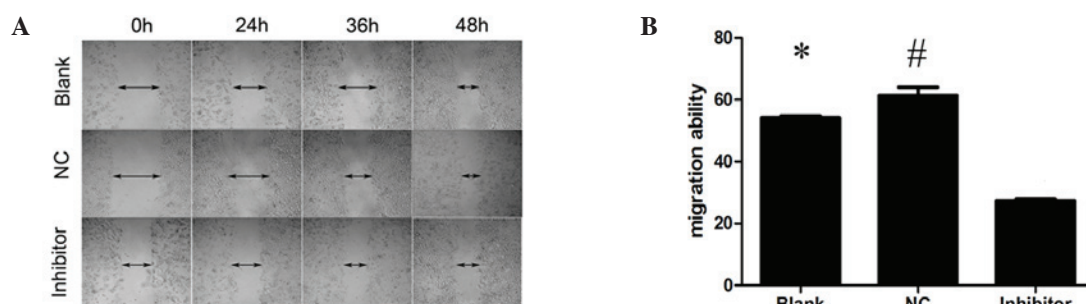 A
0h 24h 36h 48h
Blank
NC
Inhibitor
B
migration ability
80
60
40
20
0
*
#
Blank NC Inhibitor